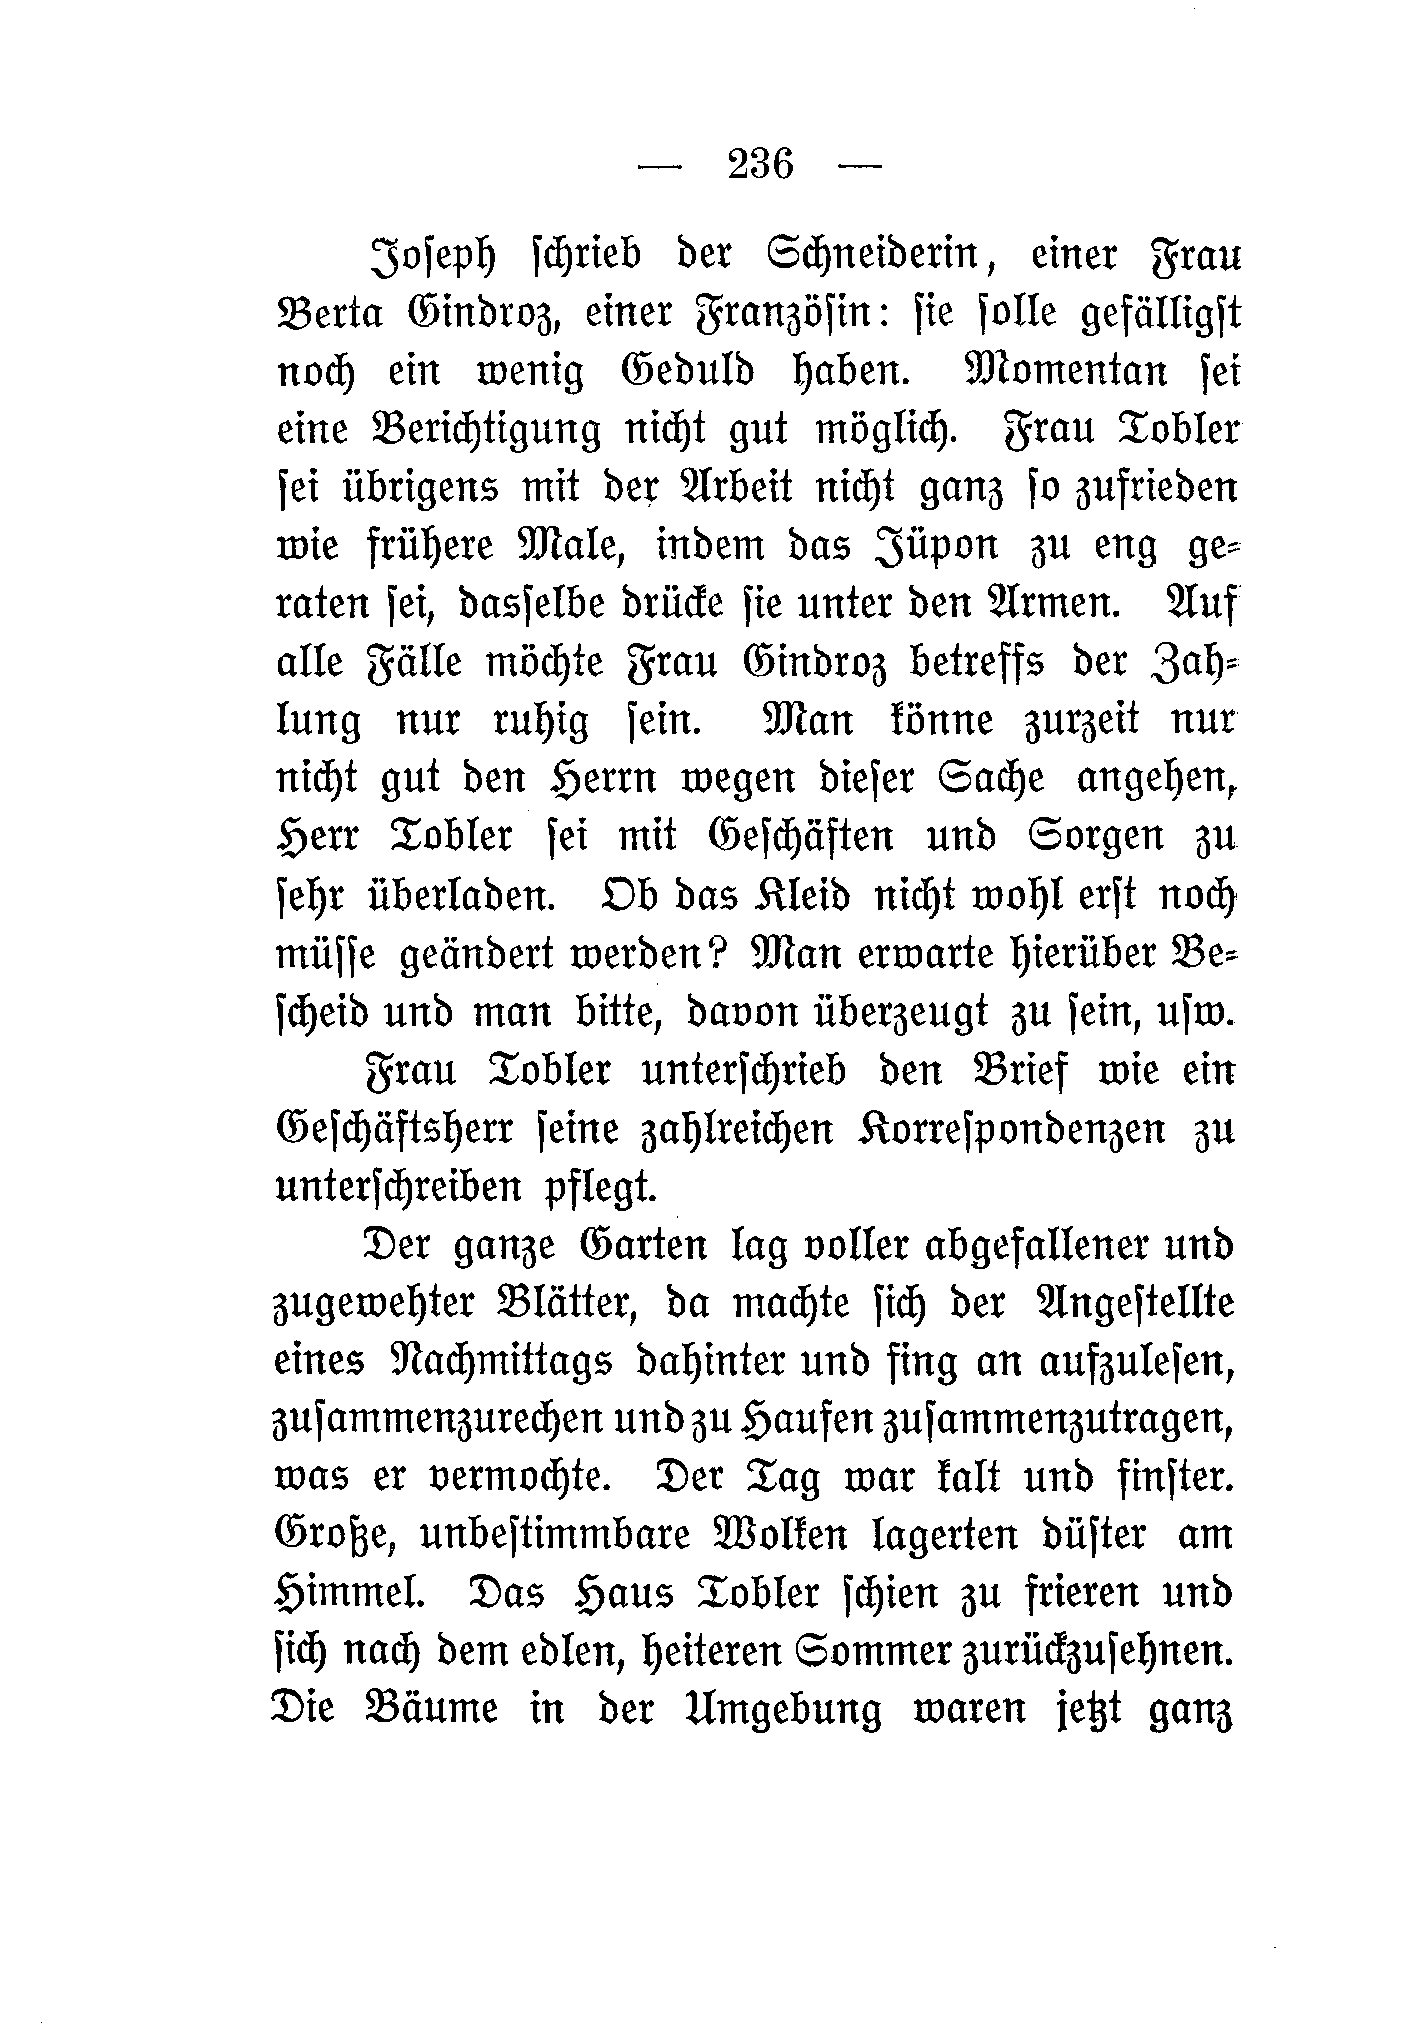 — 236 —
Joseph schrieb der Schneiderin, einer Frau
Berta Gindroz, einer Französin: sie solle gefälligst
noch ein wenig Geduld haben. Momentan sei
eine Berichtigung nicht gut möglich. Frau Tobler
sei übrigens mit der Arbeit nicht ganz so zufrieden
wie frühere Male, indem das Jüpon zu eng ge-
raten sei, dasselbe drücke sie unter den Armen. Auf
alle Fälle möchte Frau Gindroz betreffs der Zah-
lung nur ruhig sein. Man könne zurzeit nur
nicht gut den Herrn wegen dieser Sache angehen,
Herr Tobler sei mit Geschäften und Sorgen zu
sehr überladen. Ob das Kleid nicht wohl erst noch
müsse geändert werden? Man erwarte hierüber Be-
scheid und man bitte, davon überzeugt zu sein, usw.
Frau Tobler unterschrieb den Brief wie ein
Geschäftsherr seine zahlreichen Korrespondenzen zu
unterschreiben pflegt.
Der ganze Garten lag voller abgefallener und
zugewehter Blätter, da machte sich der Angestellte
eines Nachmittags dahinter und fing an aufzulesen,
zusammenzurechen und zu Haufen zusammenzutragen,
was er vermochte. Der Tag war kalt und finster.
Große, unbestimmbare Wolken lagerten düster am
Himmel. Das Haus Tobler schien zu frieren und
sich nach dem edlen, heiteren Sommer zurückzusehnen.
Die Bäume in der Umgebung waren jetzt ganz